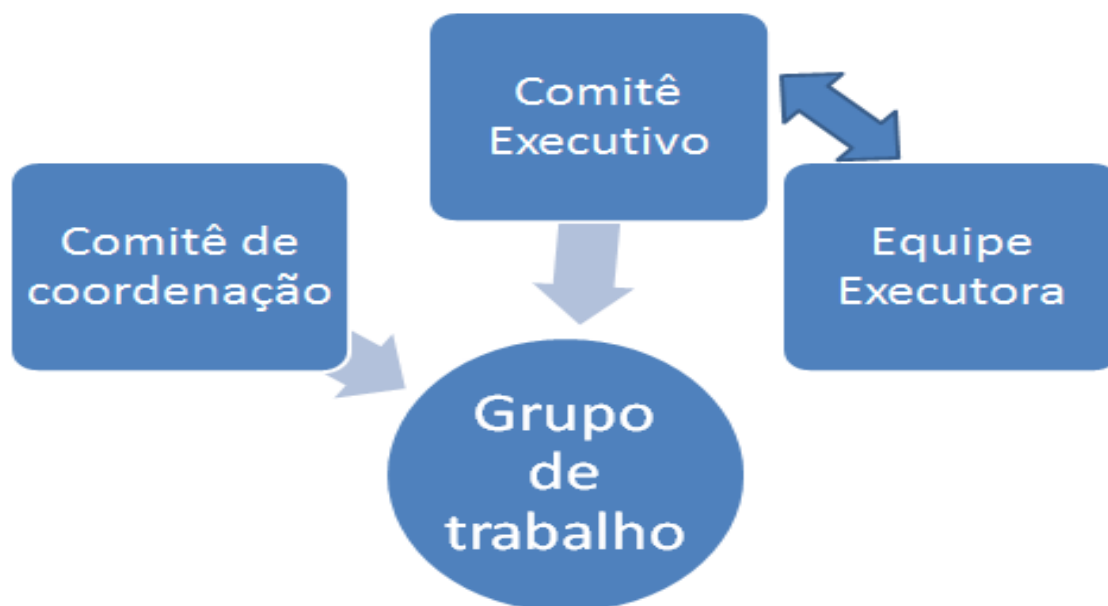 Comitê
Executivo
Comitê de
coordenação
Equipe
Executora
Grupo
de
trabalho